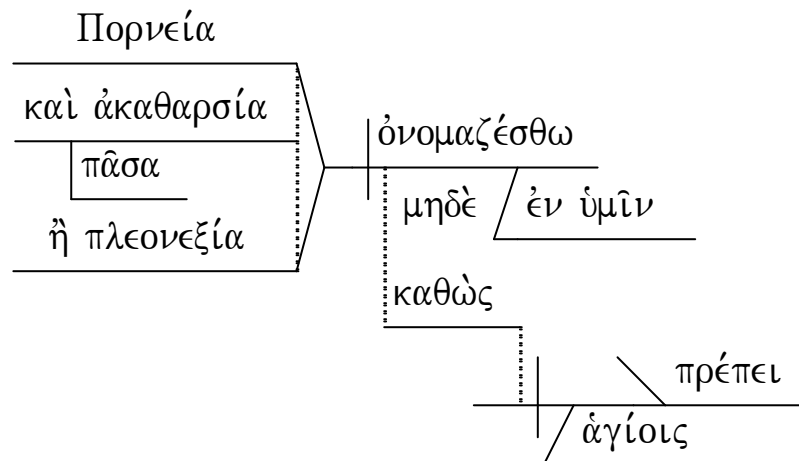 Πορνεία
καὶ ἀκαθαρσία
πᾶσα
ἢ πλεονεξία
ὀνομαζέσθω
μηδὲ
ἐν ὑμῖν
καθὼς
πρέπει
ἁγίοις